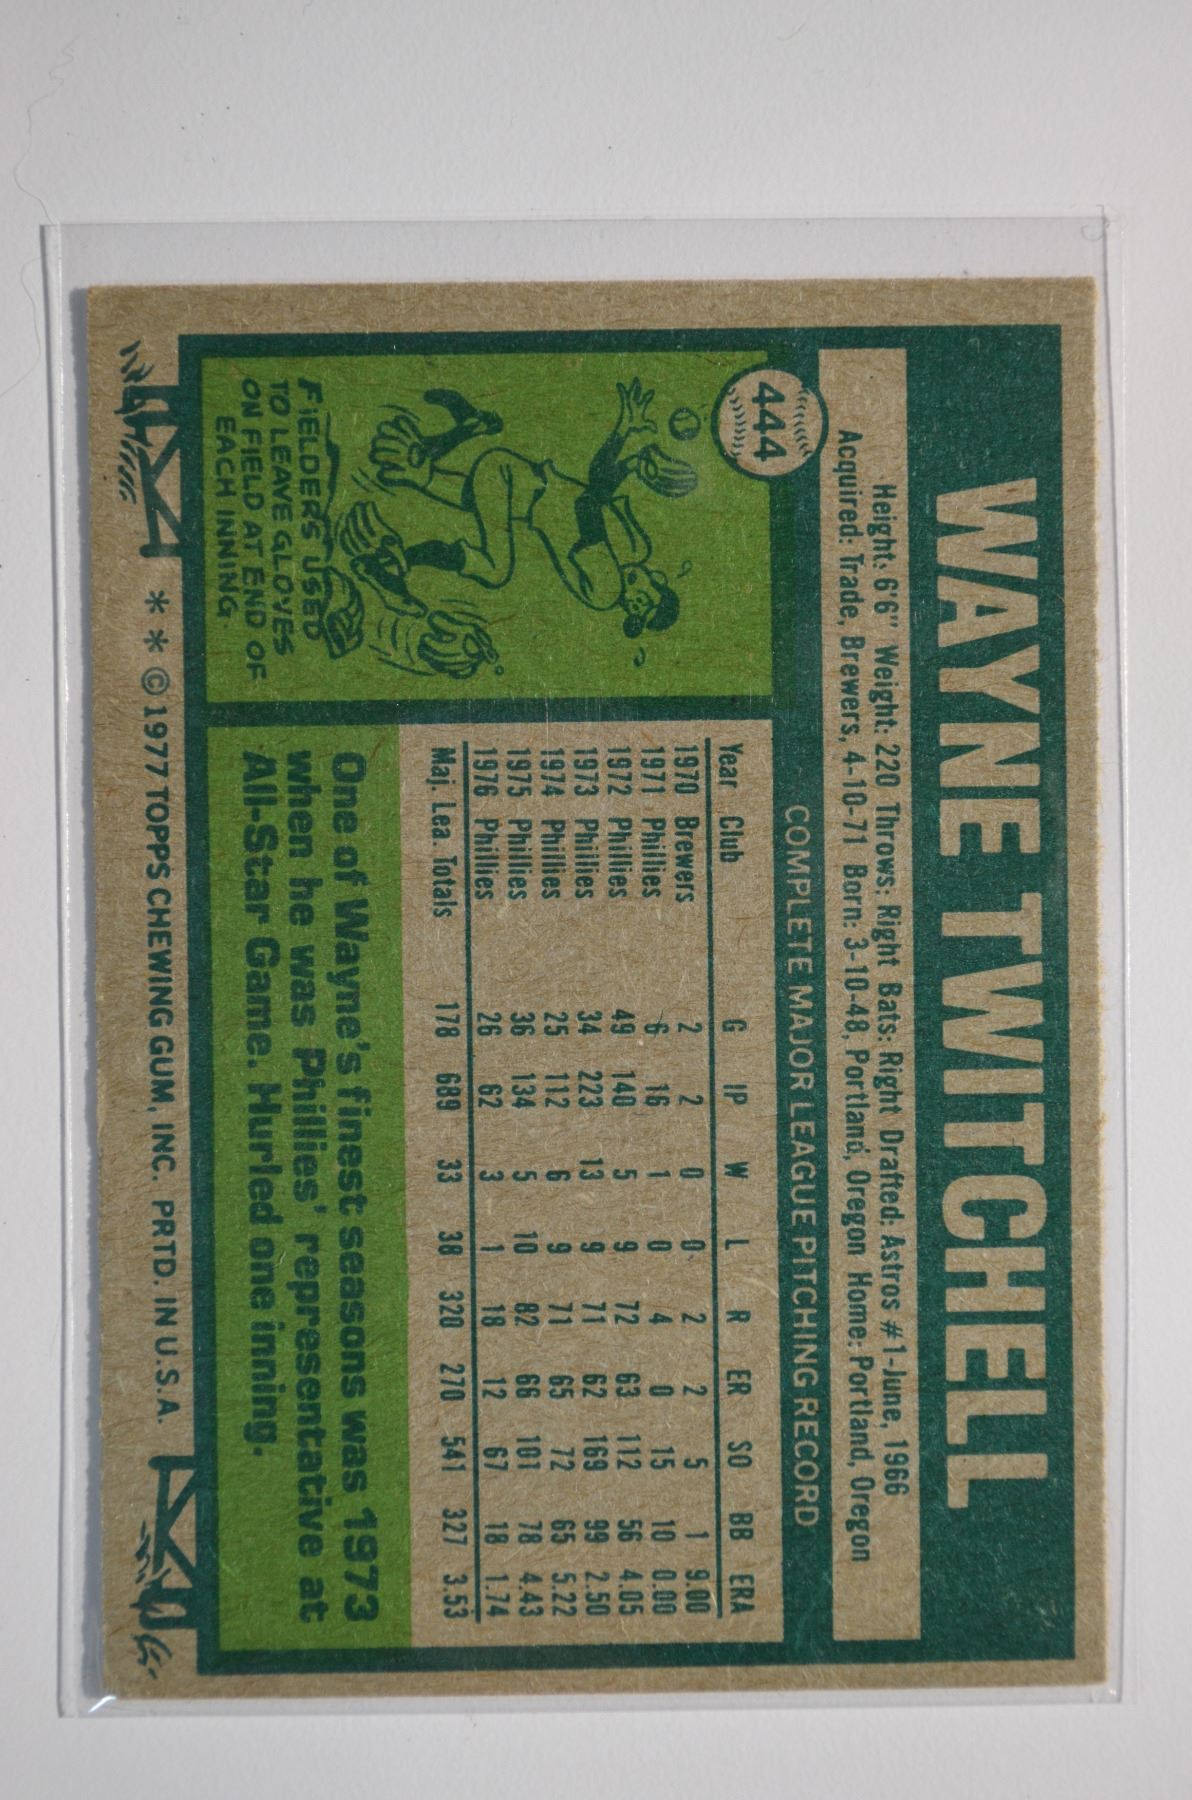 444
WAYNE TWITCHELL
Height: 6'6" Weight: 220 Throws: Right Bats: Right Drafted: Astros #1-June, 1966
Acquired: Trade, Brewers, 4-10-71 Born: 3-10-48, Portland, Oregon Home: Portland, Oregon
COMPLETE MAJOR LEAGUE PITCHING RECORD
Year Club G IP W L R ER SO BB ERA
1970 Brewers 2 2 0 0 2 2 5 1 9.00
1971 Phillies 6 16 1 0 4 0 15 10 0.00
1972 Phillies 49 140 5 9 72 63 112 56 4.05
1973 Phillies 34 223 13 9 71 62 169 99 2.50
1974 Phillies 25 112 6 9 71 65 72 65 5.22
1975 Phillies 36 134 5 10 82 66 101 78 4.43
1976 Phillies 26 62 3 1 18 12 67 18 1.74
Maj. Lea. Totals 178 689 33 38 320 270 541 327 3.53
FIELDERS USED
TO LEAVE GLOVES
ON FIELD AT END OF
EACH INNING
One of Wayne's finest seasons was 1973
when he was Phillies' representative at
All-Star Game. Hurled one inning.
* * ©1977 TOPPS CHEWING GUM, INC. PRTD. IN U.S.A.